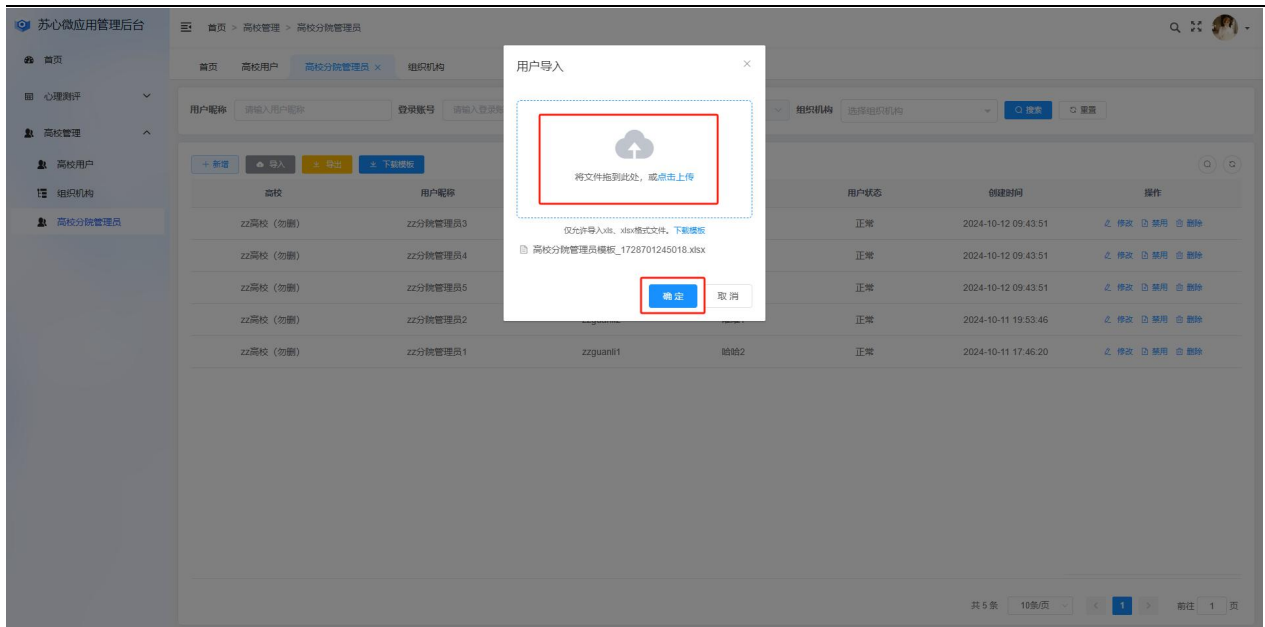 苏心微应用管理后台
首页 > 高校管理 > 高校分院管理员
首页
心理测评
高校管理
高校用户
组织机构
高校分院管理员
首页 高校用户 高校分院管理员 × 组织机构
用户昵称 请输入用户昵称 登录账号 请输入登录 组织机构 选择组织机构 搜索 重置
+ 新增 导入 导出 下载模板
高校 用户昵称 用户状态 创建时间 操作
zz高校（勿删） zz分院管理员3 正常 2024-10-12 09:43:51 修改 禁用 删除
zz高校（勿删） zz分院管理员4 正常 2024-10-12 09:43:51 修改 禁用 删除
zz高校（勿删） zz分院管理员5 正常 2024-10-12 09:43:51 修改 禁用 删除
zz高校（勿删） zz分院管理员2 正常 2024-10-11 19:53:46 修改 禁用 删除
zz高校（勿删） zz分院管理员1 zzguanli1 哈哈2 正常 2024-10-11 17:46:20 修改 禁用 删除
用户导入 ×
将文件拖到此处，或点击上传
仅允许导入xls、xlsx格式文件。下载模板
高校分院管理员模板_1728701245018.xlsx
确定 取消
共 5 条 10条/页 < 1 > 前往 1 页